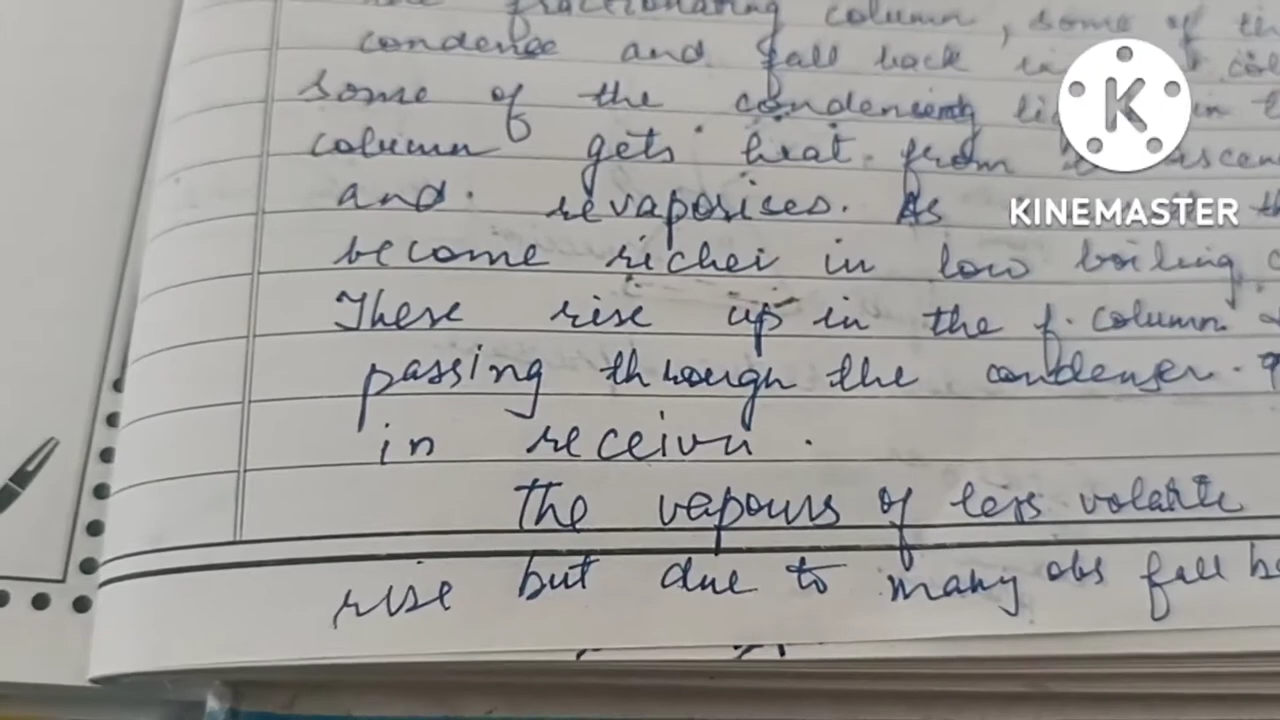 fractionating column, some of
condense and fall back
some of the condensing in
column gets heat from
and revaporises. As
become richer in low boiling
These rise up in the f. column
passing through the condenser.
in receiver.
The vapours of less volatile
rise but due to many obs fall
K
KINEMASTER